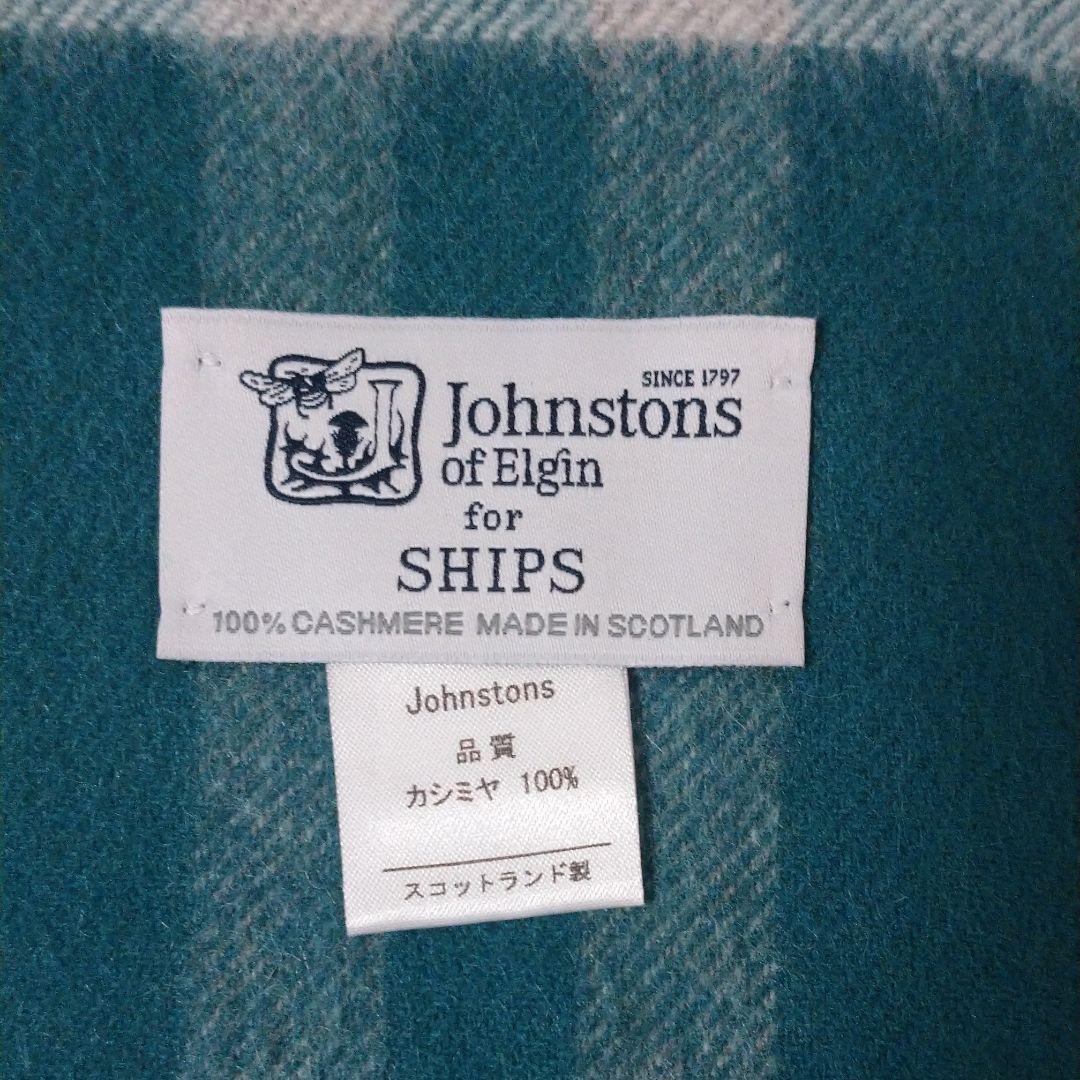 SINCE 1797
Johnstons
of Elgin
for
SHIPS
100% CASHMERE MADE IN SCOTLAND
Johnstons
品質
カシミヤ 100%
スコットランド製